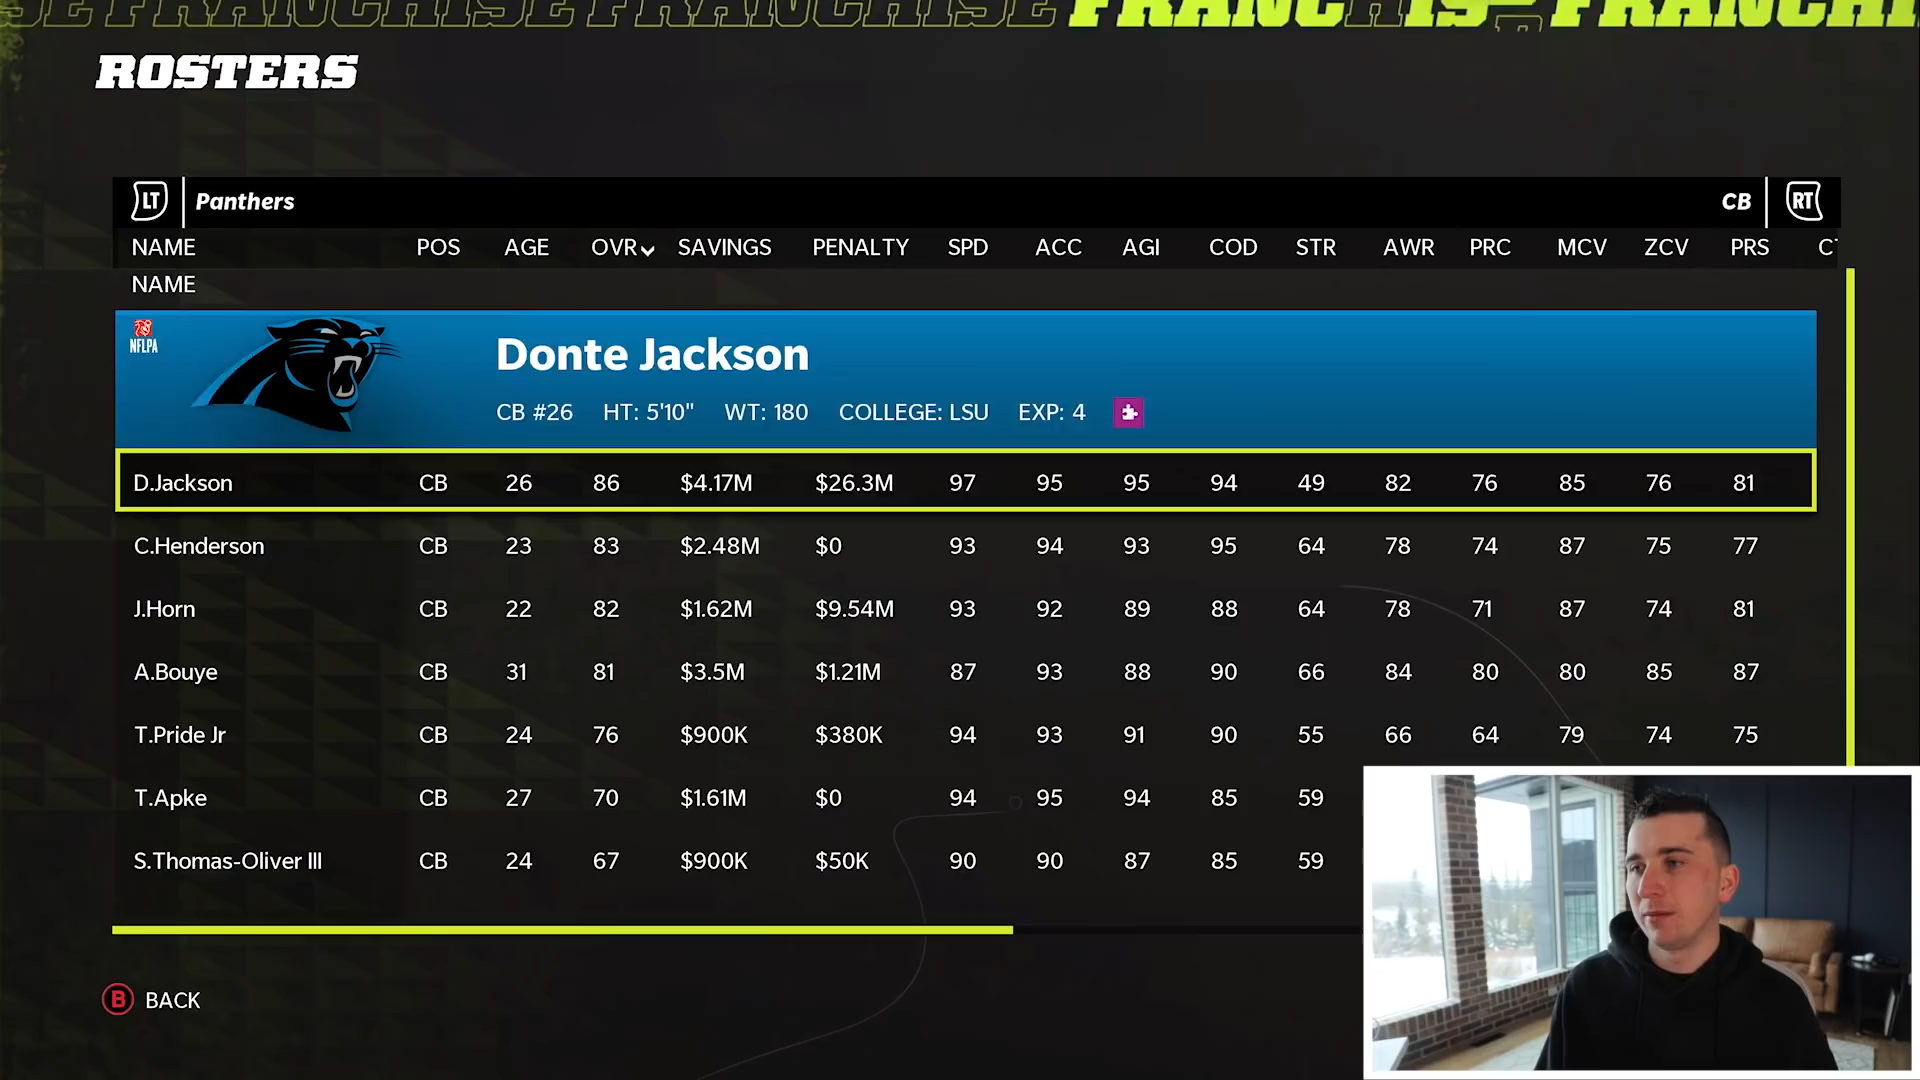 SE FRANCHISE FRANCHISE FRANCHISE FRANCHI
ROSTERS
LT Panthers CB RT
NAME POS AGE OVR SAVINGS PENALTY SPD ACC AGI COD STR AWR PRC MCV ZCV PRS
NAME
NFLPA
Donte Jackson
CB #26 HT: 5'10" WT: 180 COLLEGE: LSU EXP: 4
D.Jackson CB 26 86 $4.17M $26.3M 97 95 95 94 49 82 76 85 76 81
C.Henderson CB 23 83 $2.48M $0 93 94 93 95 64 78 74 87 75 77
J.Horn CB 22 82 $1.62M $9.54M 93 92 89 88 64 78 71 87 74 81
A.Bouye CB 31 81 $3.5M $1.21M 87 93 88 90 66 84 80 80 85 87
T.Pride Jr CB 24 76 $900K $380K 94 93 91 90 55 66 64 79 74 75
T.Apke CB 27 70 $1.61M $0 94 95 94 85 59
S.Thomas-Oliver III CB 24 67 $900K $50K 90 90 87 85 59
B BACK